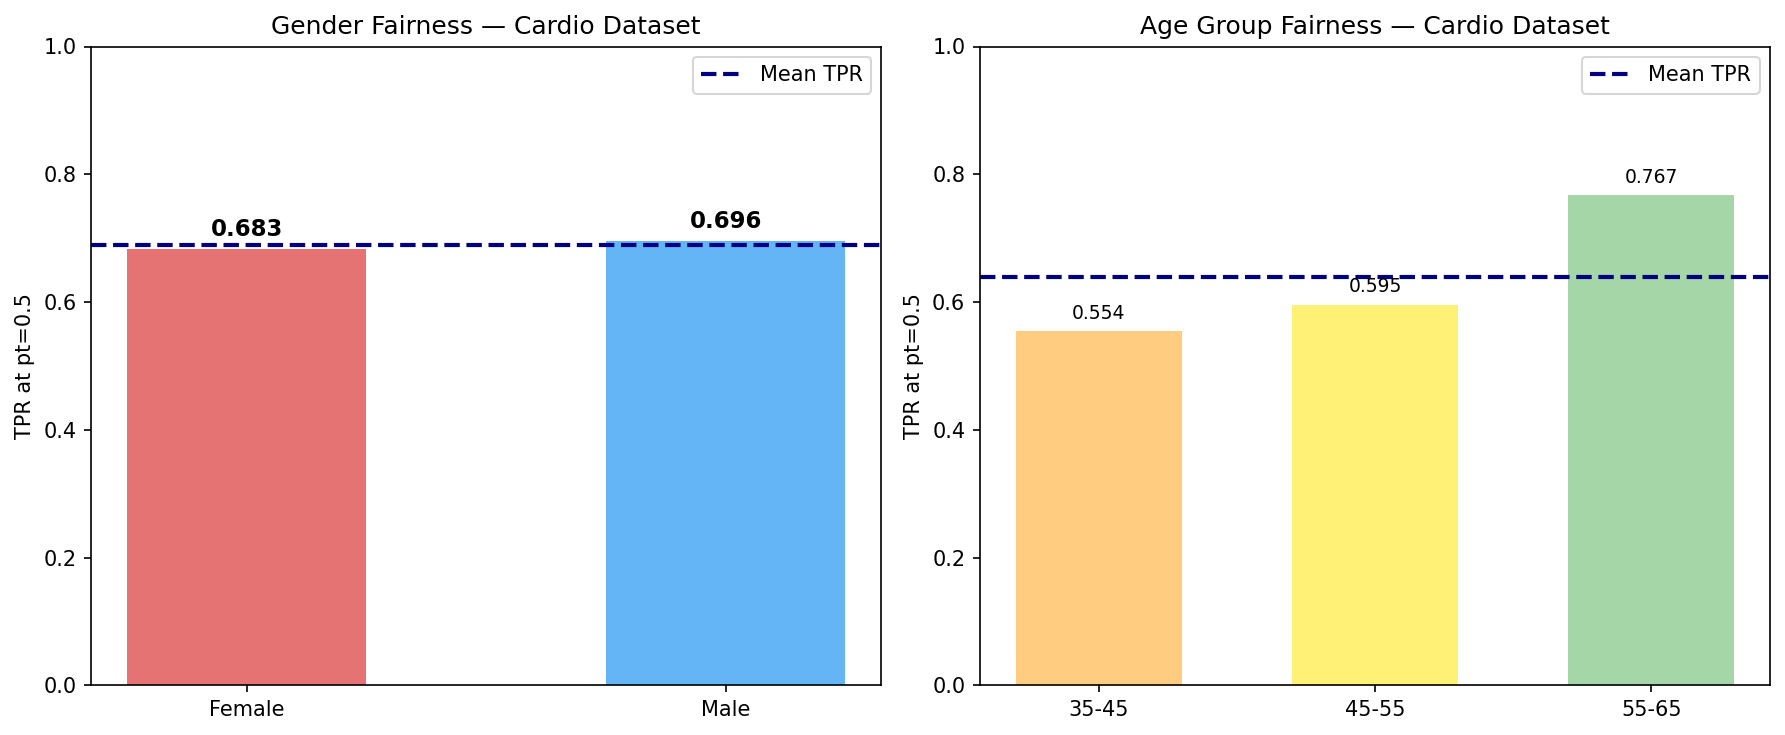 Gender Fairness — Cardio Dataset
Mean TPR
TPR at pt=0.5
1.0
0.8
0.6
0.4
0.2
0.0
0.683
0.696
Female
Male
Age Group Fairness — Cardio Dataset
Mean TPR
TPR at pt=0.5
1.0
0.8
0.6
0.4
0.2
0.0
0.554
0.595
0.767
35-45
45-55
55-65